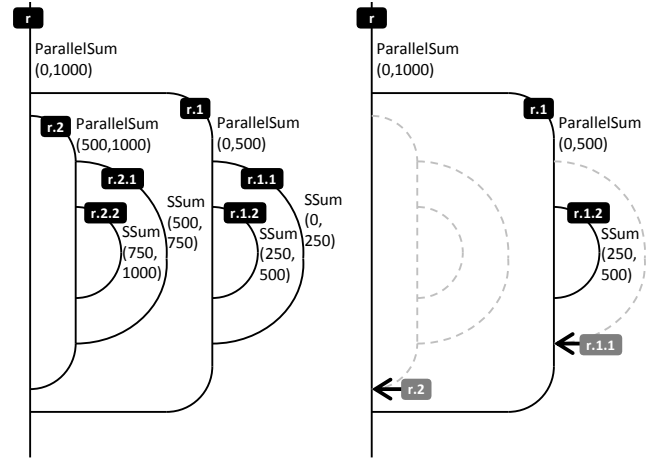 r
ParallelSum
(0,1000)
r.1
r.2
ParallelSum
(500,1000)
ParallelSum
(0,500)
r.2.1
r.1.1
SSum
(500,
750)
SSum
(0,
250)
r.2.2
r.1.2
SSum
(750,
1000)
SSum
(250,
500)
r
ParallelSum
(0,1000)
r.1
ParallelSum
(0,500)
r.1.2
SSum
(250,
500)
r.1.1
r.2